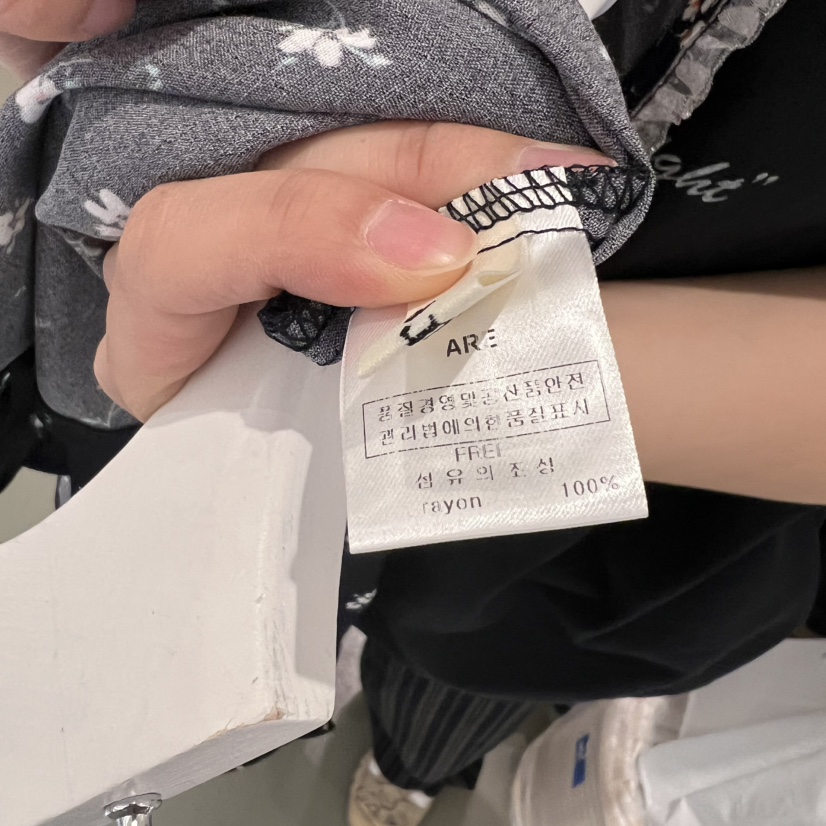 ght"
품질경영및공산품안전
관리법에의한품질표시
FREE
섬유의조성
rayon 100%